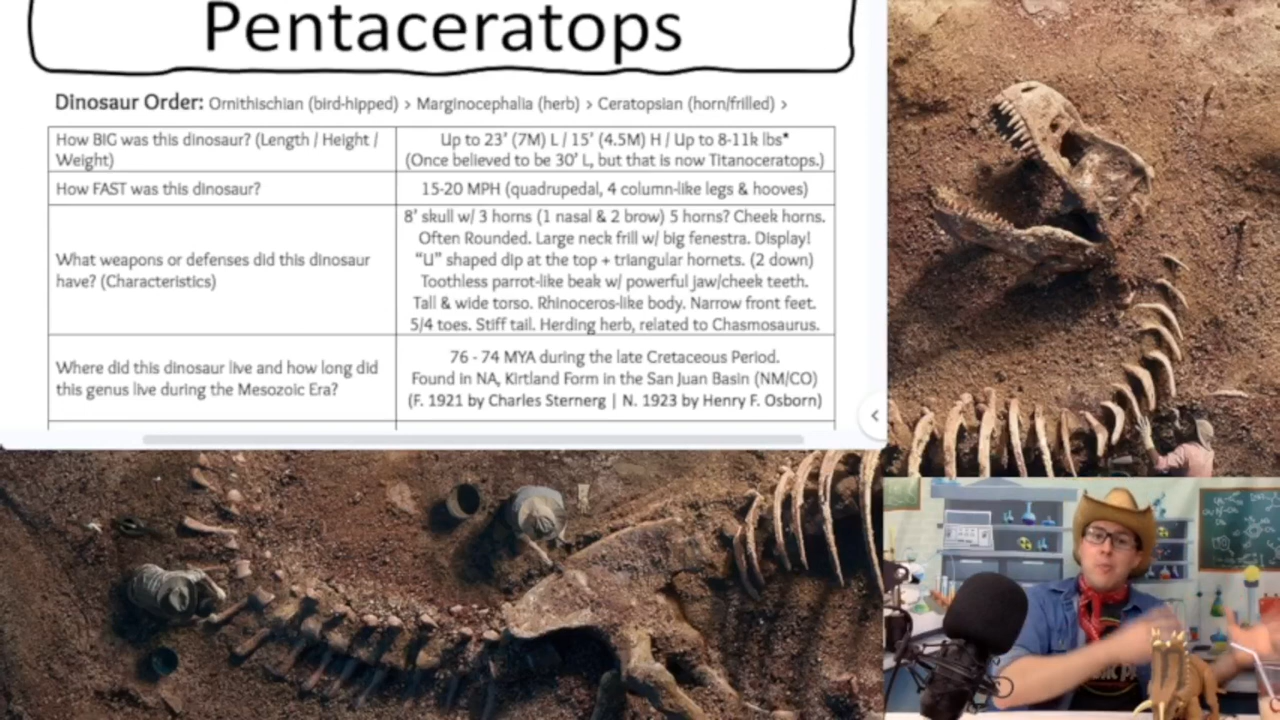 Pentaceratops
Dinosaur Order: Ornithischian (bird-hipped) > Marginocephalia (herb) > Ceratopsian (horn/frilled) >
How BIG was this dinosaur? (Length / Height /
Weight)
Up to 23’ (7M) L / 15’ (4.5M) H / Up to 8-11k lbs*
(Once believed to be 30’ L, but that is now Titanoceratops.)
How FAST was this dinosaur?
15-20 MPH (quadrupedal, 4 column-like legs & hooves)
What weapons or defenses did this dinosaur
have? (Characteristics)
8’ skull w/ 3 horns (1 nasal & 2 brow) 5 horns? Cheek horns.
Often Rounded. Large neck frill w/ big fenestra. Display!
“U” shaped dip at the top + triangular hornets. (2 down)
Toothless parrot-like beak w/ powerful jaw/cheek teeth.
Tall & wide torso. Rhinoceros-like body. Narrow front feet.
5/4 toes. Stiff tail. Herding herb, related to Chasmosaurus.
Where did this dinosaur live and how long did
this genus live during the Mesozoic Era?
76 - 74 MYA during the late Cretaceous Period.
Found in NA, Kirtland Form in the San Juan Basin (NM/CO)
(F. 1921 by Charles Sternerg | N. 1923 by Henry F. Osborn)